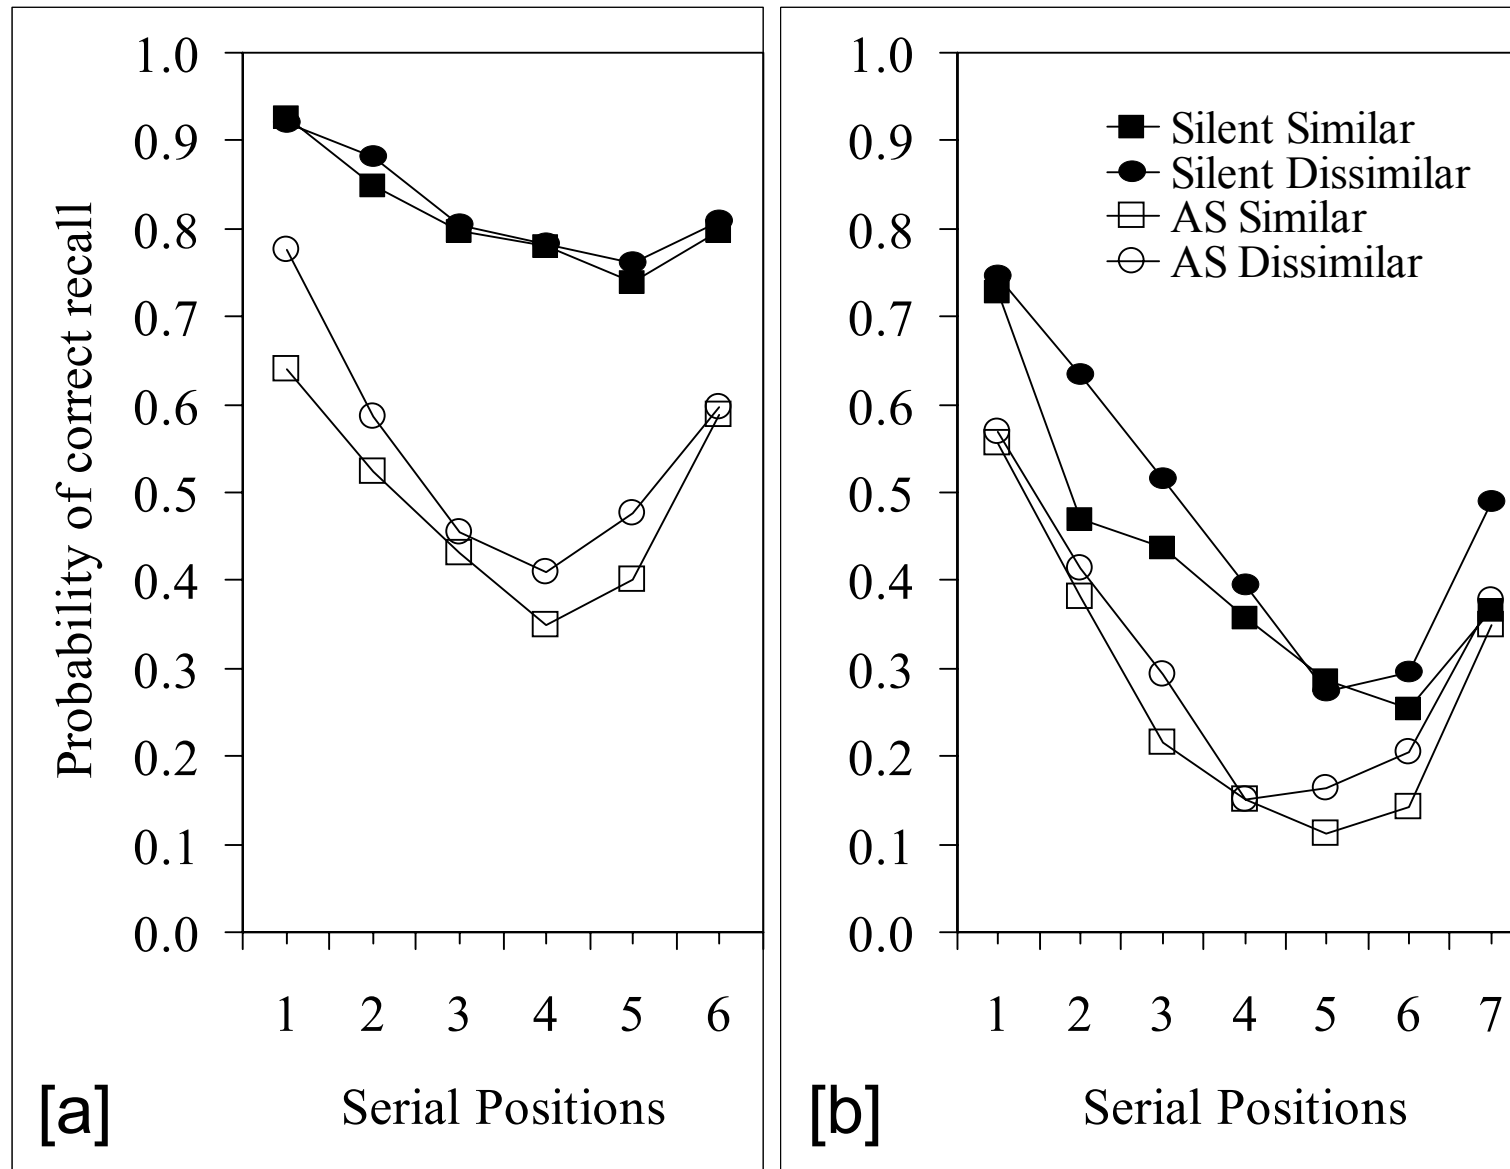 Probability of correct recall
1.0
0.9
0.8
0.7
0.6
0.5
0.4
0.3
0.2
0.1
0.0
1 2 3 4 5 6
Serial Positions
[a]
1.0
0.9
0.8
0.7
0.6
0.5
0.4
0.3
0.2
0.1
0.0
Silent Similar
Silent Dissimilar
AS Similar
AS Dissimilar
1 2 3 4 5 6 7
Serial Positions
[b]